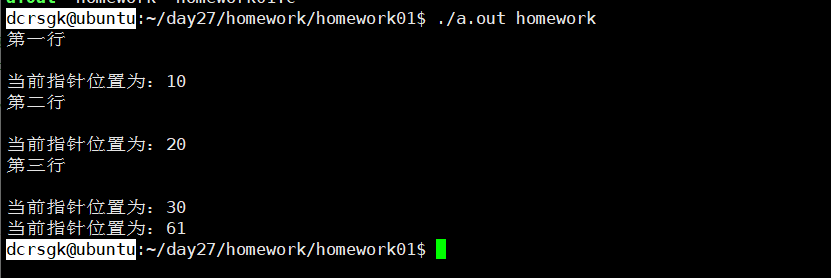 dcrsgk@ubuntu:~/day27/homework/homework01$ ./a.out homework
第一行
当前指针位置为：10
第二行
当前指针位置为：20
第三行
当前指针位置为：30
当前指针位置为：61
dcrsgk@ubuntu:~/day27/homework/homework01$